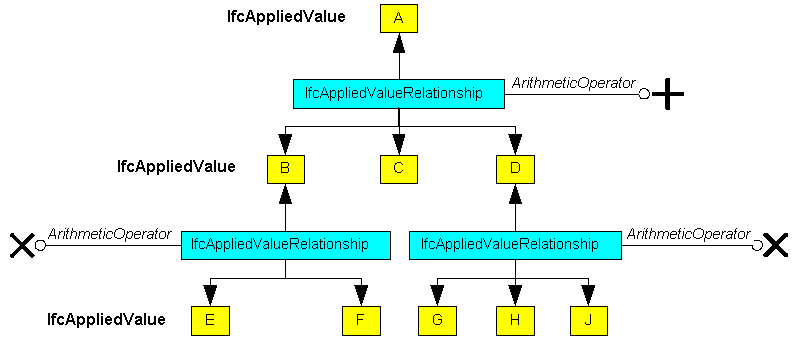 IfcAppliedValue A
ArithmeticOperator
IfcAppliedValueRelationship
IfcAppliedValue B C D
ArithmeticOperator ArithmeticOperator
IfcAppliedValueRelationship IfcAppliedValueRelationship
IfcAppliedValue E F G H J